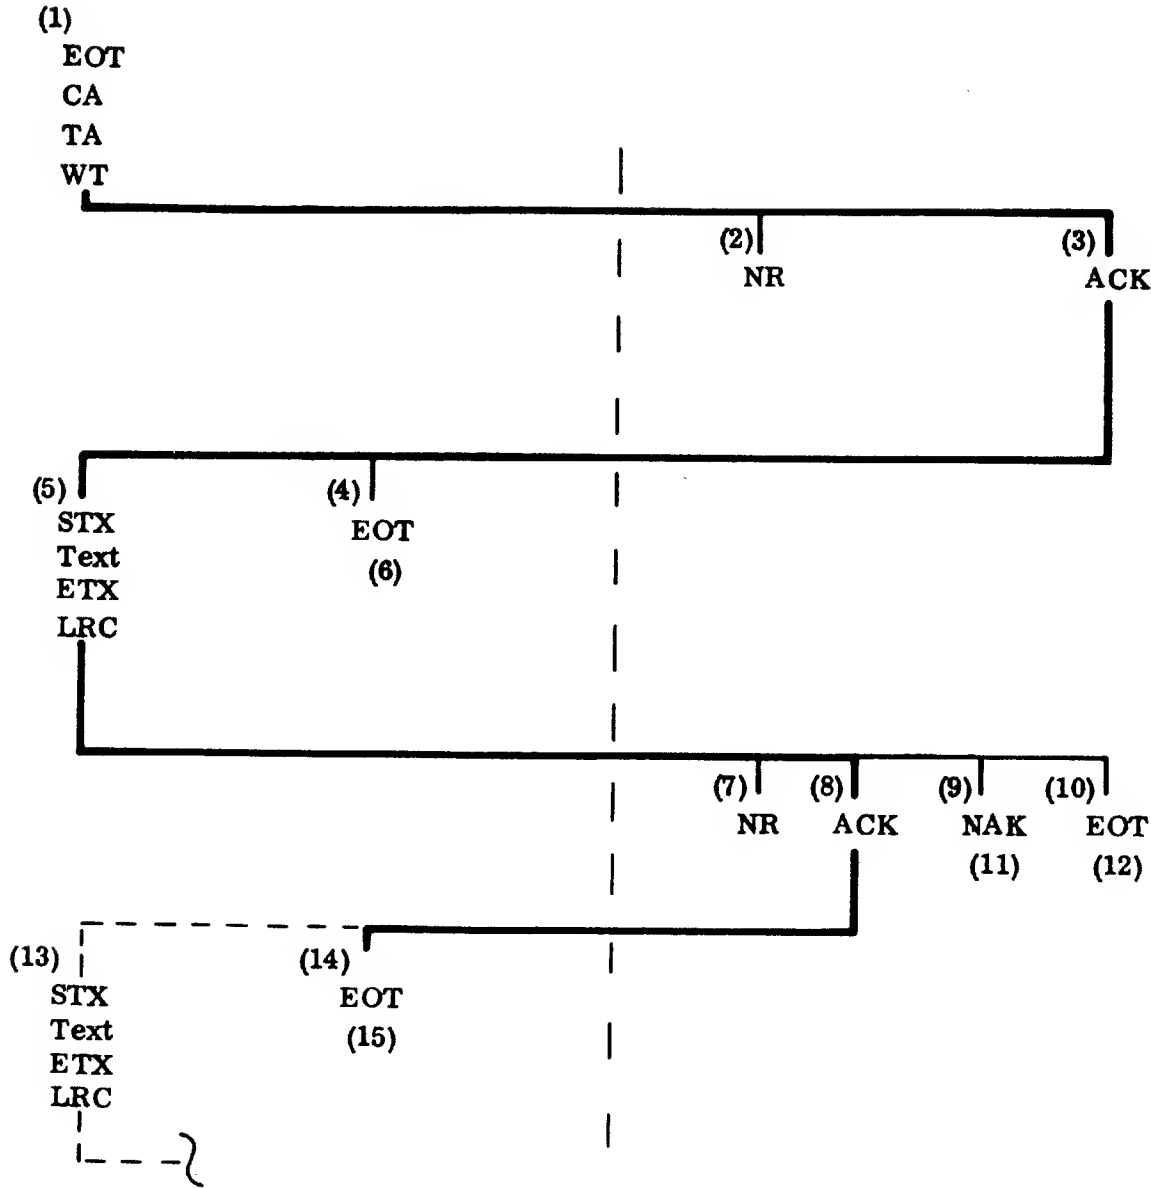 (1)
EOT
CA
TA
WT
(2) (3)
NR ACK
(5) (4)
STX EOT
Text (6)
ETX
LRC
(7) (8) (9) (10)
NR ACK NAK EOT
(11) (12)
(13) (14)
STX EOT
Text (15)
ETX
LRC